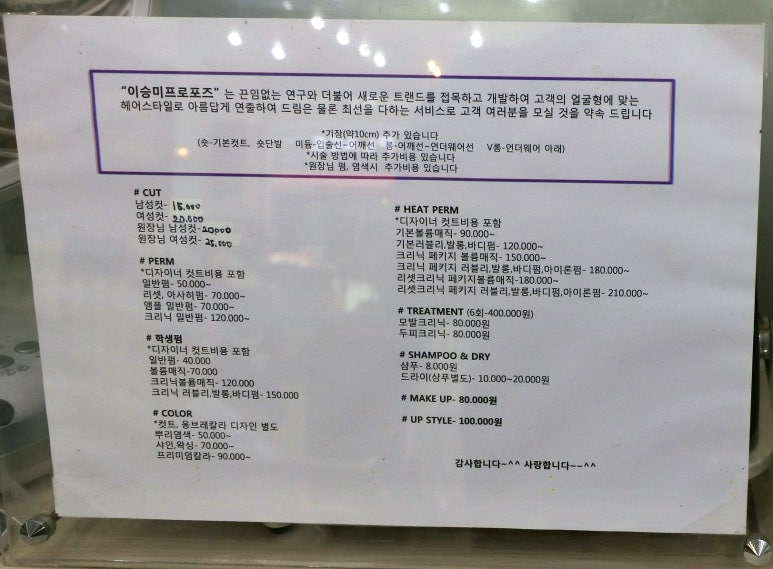 "이승미프로포즈" 는 끈임없는 연구와 더불어 새로운 트랜드를 접목하고 개발하여 고객의 얼굴형에 맞는
헤어스타일로 아름답게 연출하여 드림은 물론 최선을 다하는 서비스로 고객 여러분을 모실 것을 약속 드립니다
*기장(약10cm) 추가 있습니다
(숏-기본컷트, 숏단발 미듐-입술선~어깨선 롱-어깨선~언더웨어선 V롱-언더웨어 아래)
*시술 방법에 따라 추가비용 있습니다
*원장님 펌, 염색시 추가비용 있습니다
# CUT
남성컷- 15.000
여성컷- 20.000
원장님 남성컷- 20000
원장님 여성컷- 25.000
# PERM
*디자이너 컷트비용 포함
일반펌- 50.000~
리셋, 아사히펌- 70.000~
앰플 일반펌- 70.000~
크리닉 일반펌- 120.000~
# 학생펌
*디자이너 컷트비용 포함
일반펌- 40.000
볼륨매직-70.000
크리닉볼륨매직- 120.000
크리닉 러블리,발롱,바디펌- 150.000
# COLOR
*컷트, 옹브레칼라 디자인 별도
뿌리염색- 50.000~
샤인,왁싱- 70.000~
프리미엄칼라- 90.000~
# HEAT PERM
*디자이너 컷트비용 포함
기본볼륨매직- 90.000~
기본러블리,발롱,바디펌- 120.000~
크리닉 페키지 볼륨매직- 150.000~
크리닉 페키지 러블리,발롱,바디펌,아이론펌- 180.000~
리셋크리닉 페키지볼륨매직-180.000~
리셋크리닉 페키지 러블리,발롱,바디펌,아이론펌- 210.000~
# TREATMENT (6회-400.000원)
모발크리닉- 80.000원
두피크리닉- 80.000원
# SHAMPOO & DRY
샴푸- 8.000원
드라이(샴푸별도)- 10.000~20.000원
# MAKE UP- 80.000원
# UP STYLE- 100.000원
감사합니다~^^ 사랑합니다~~^^